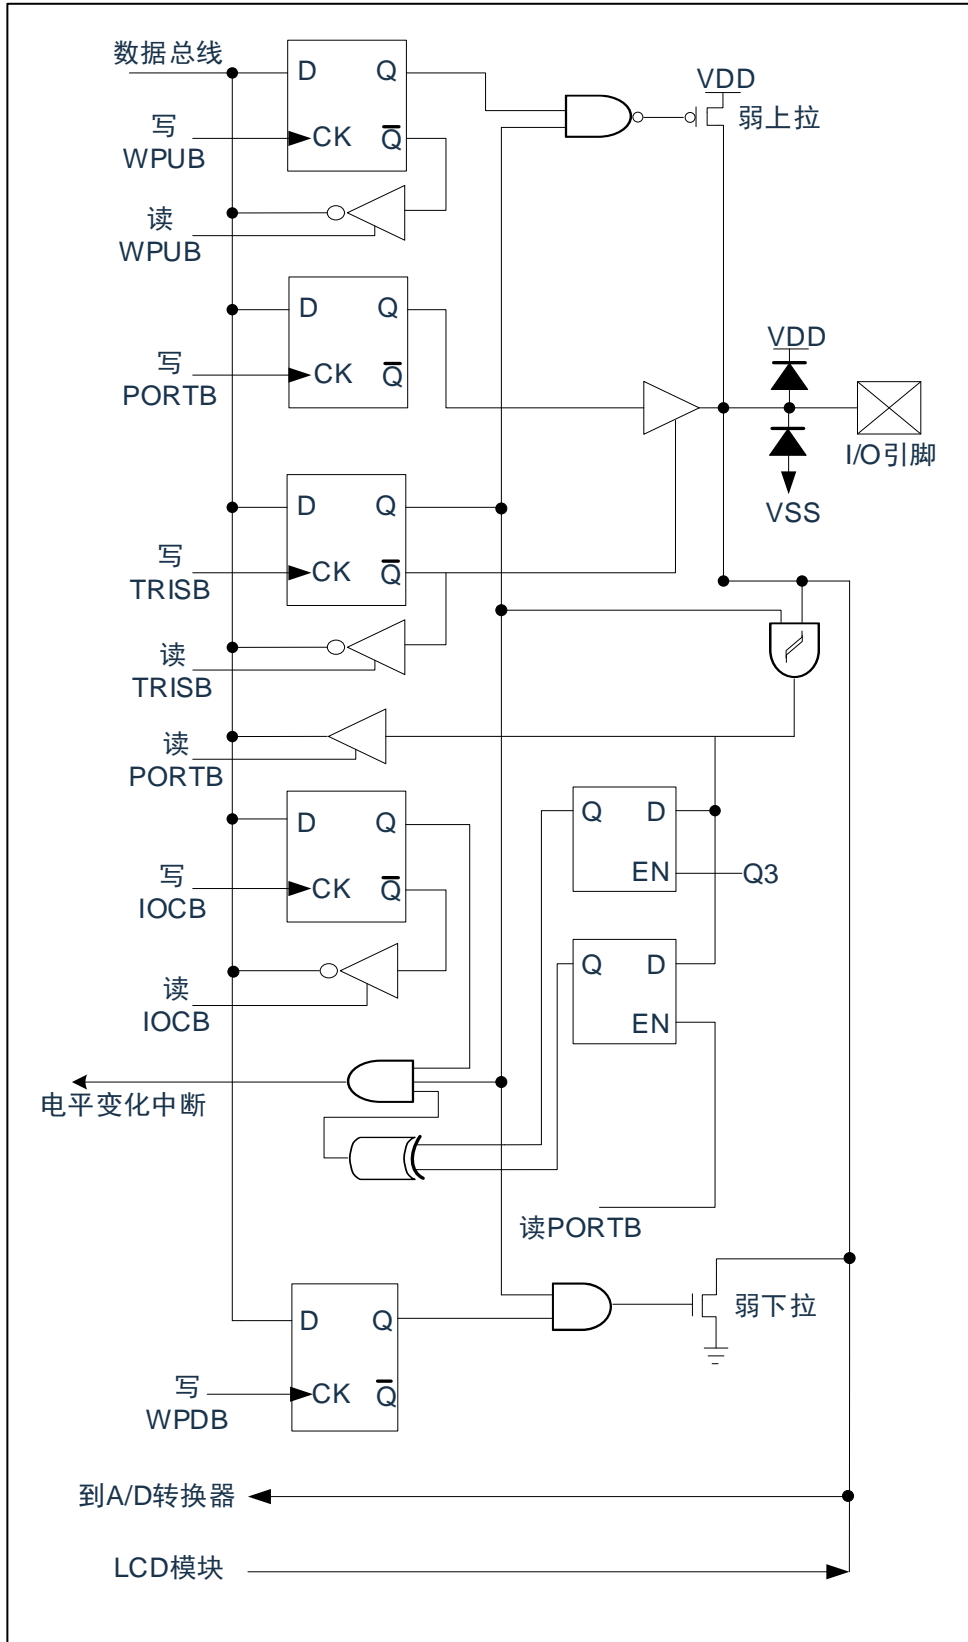 数据总线
D Q
CK Q
写
WPUB
读
WPUB
VDD
弱上拉
D Q
CK Q
写
PORTB
VDD
I/O引脚
VSS
D Q
CK Q
写
TRISB
读
TRISB
读
PORTB
D Q
CK Q
写
IOCB
读
IOCB
Q D
EN
Q3
Q D
EN
电平变化中断
读PORTB
D Q
CK Q
写
WPDB
弱下拉
到A/D转换器
LCD模块